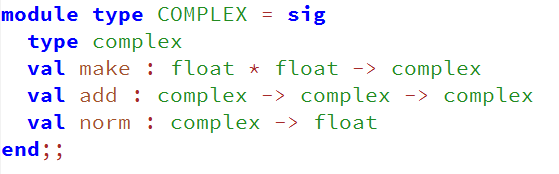 module type COMPLEX = sig
  type complex
  val make : float * float -> complex
  val add : complex -> complex -> complex
  val norm : complex -> float
end;;